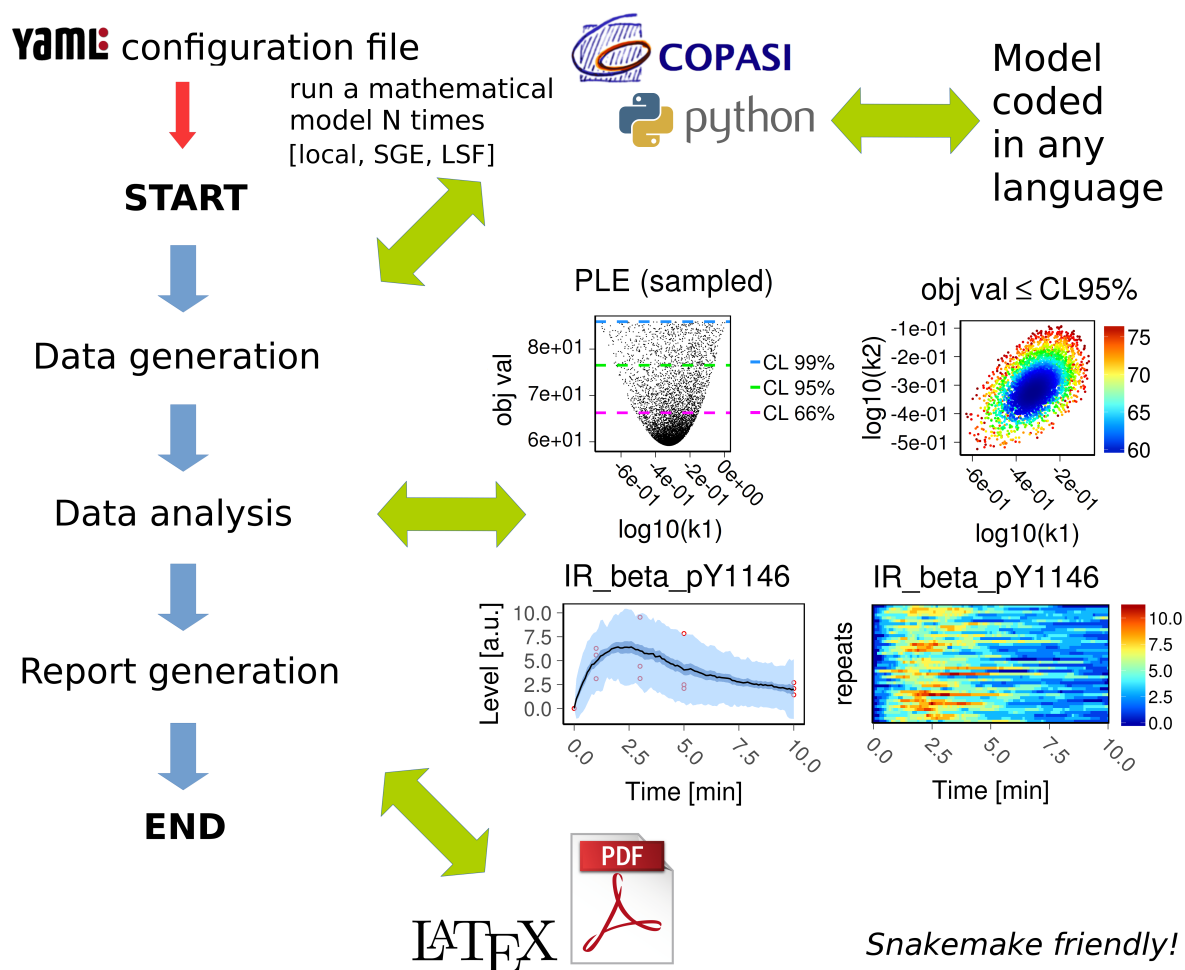 YAML: configuration file
run a mathematical
model N times
[local, SGE, LSF]
START
Data generation
Data analysis
Report generation
END
COPASI
python
Model
coded
in any
language
PLE (sampled)
obj val
8e+01
7e+01
6e+01
-6e-01
-4e-01
-2e-01
0e+00
log10(k1)
CL 99%
CL 95%
CL 66%
obj val ≤ CL95%
log10(k2)
-1e-01
-2e-01
-3e-01
-4e-01
-5e-01
-6e-01
-4e-01
-2e-01
log10(k1)
75
70
65
60
IR_beta_pY1146
Level [a.u.]
10.0
7.5
5.0
2.5
0.0
0.0
2.5
5.0
7.5
10.0
Time [min]
IR_beta_pY1146
repeats
0.0
2.5
5.0
7.5
10.0
Time [min]
10.0
7.5
5.0
2.5
0.0
LATEX
PDF
Snakemake friendly!